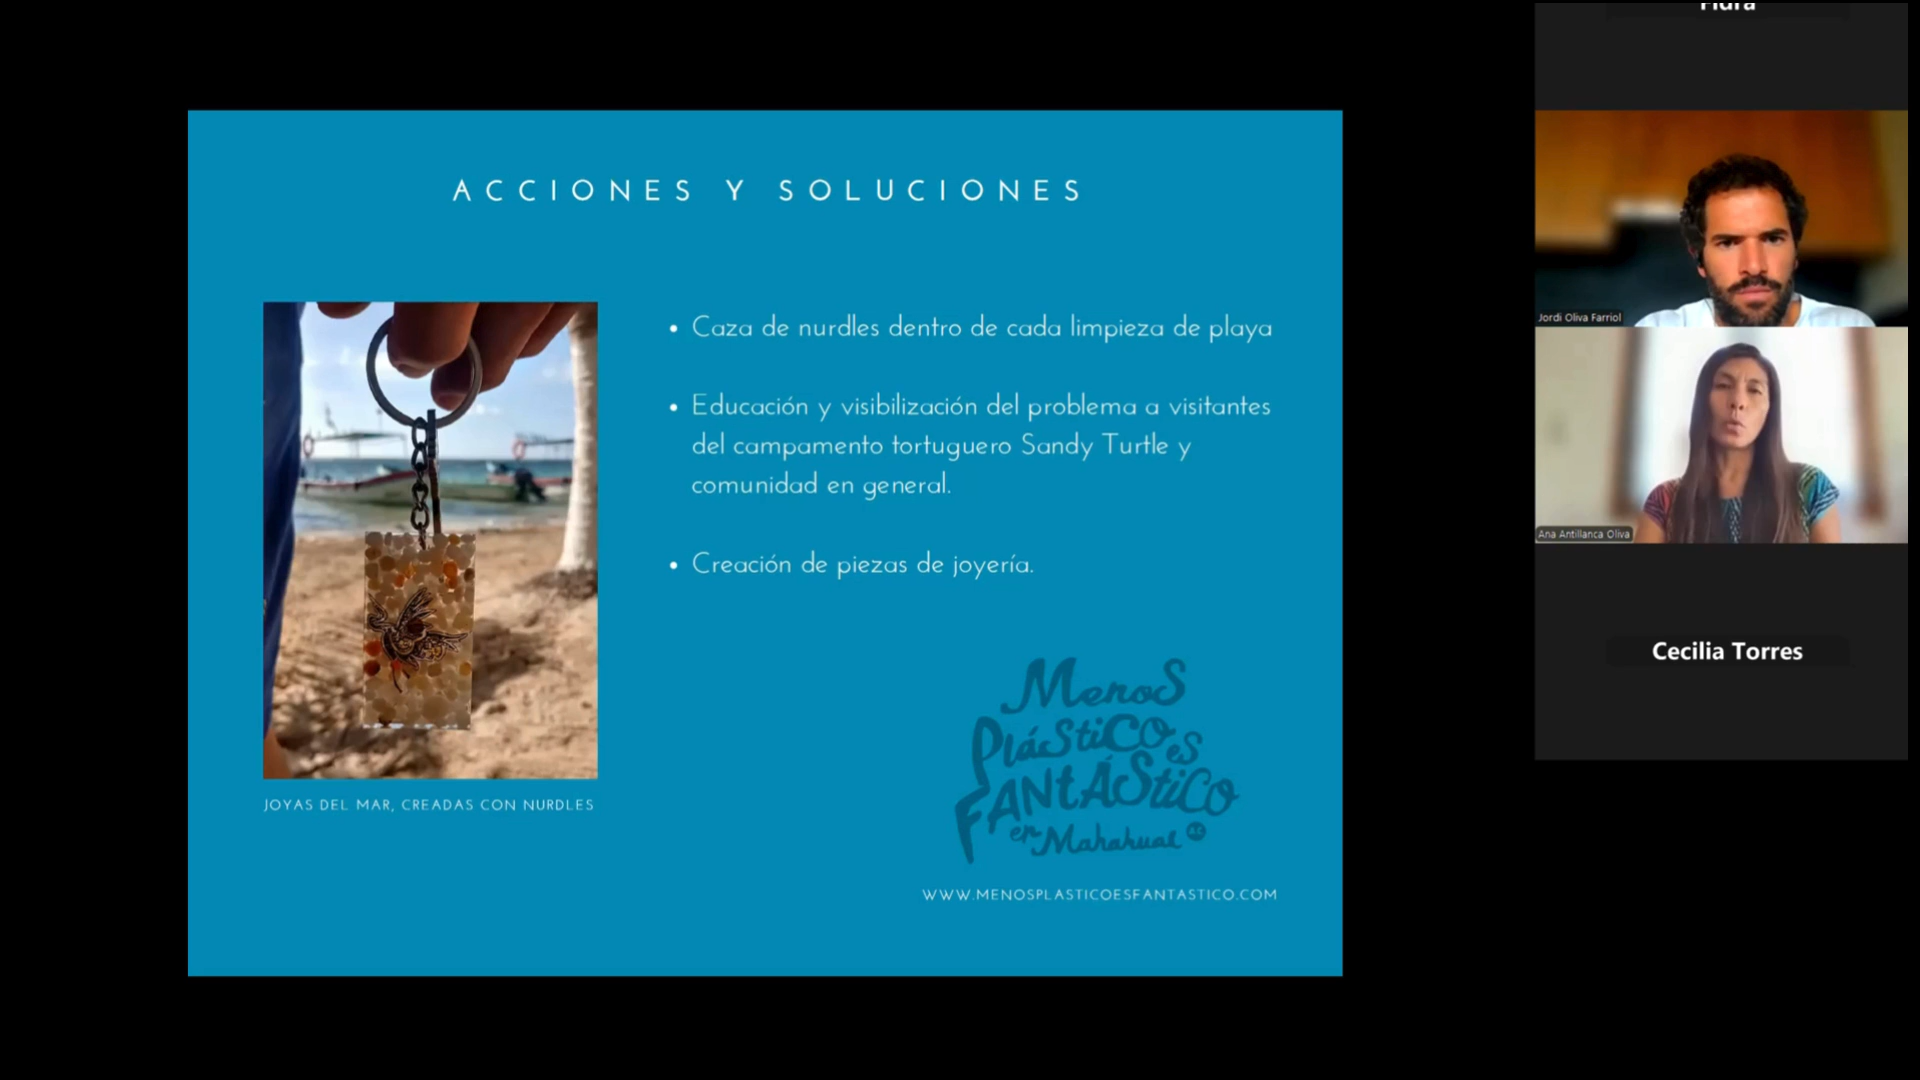 ACCIONES Y SOLUCIONES
• Caza de nurdles dentro de cada limpieza de playa
• Educación y visibilización del problema a visitantes
del campamento tortuguero Sandy Turtle y
comunidad en general.
• Creación de piezas de joyería.
JOYAS DEL MAR, CREADAS CON NURDLES
Menos
Plástico es
FANtÁStiCo
en Mahahual AC
WWW.MENOSPLASTICOESFANTASTICO.COM
Jordi Oliva Farriol
Ana Antillanca Oliva
Cecilia Torres